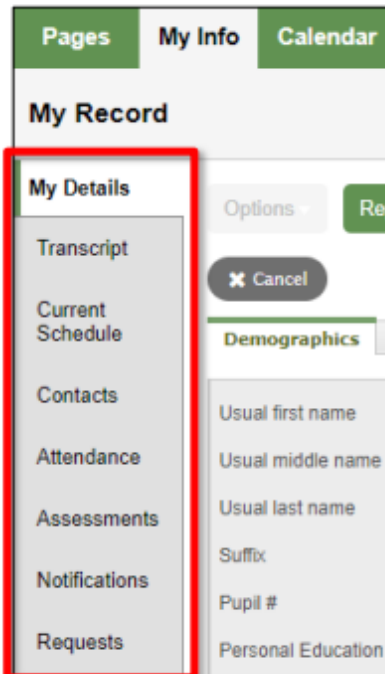 Pages My Info Calendar
My Record
My Details
Transcript
Current
Schedule
Contacts
Attendance
Assessments
Notifications
Requests
Options
Re
✖ Cancel
Demographics
Usual first name
Usual middle name
Usual last name
Suffix
Pupil #
Personal Education